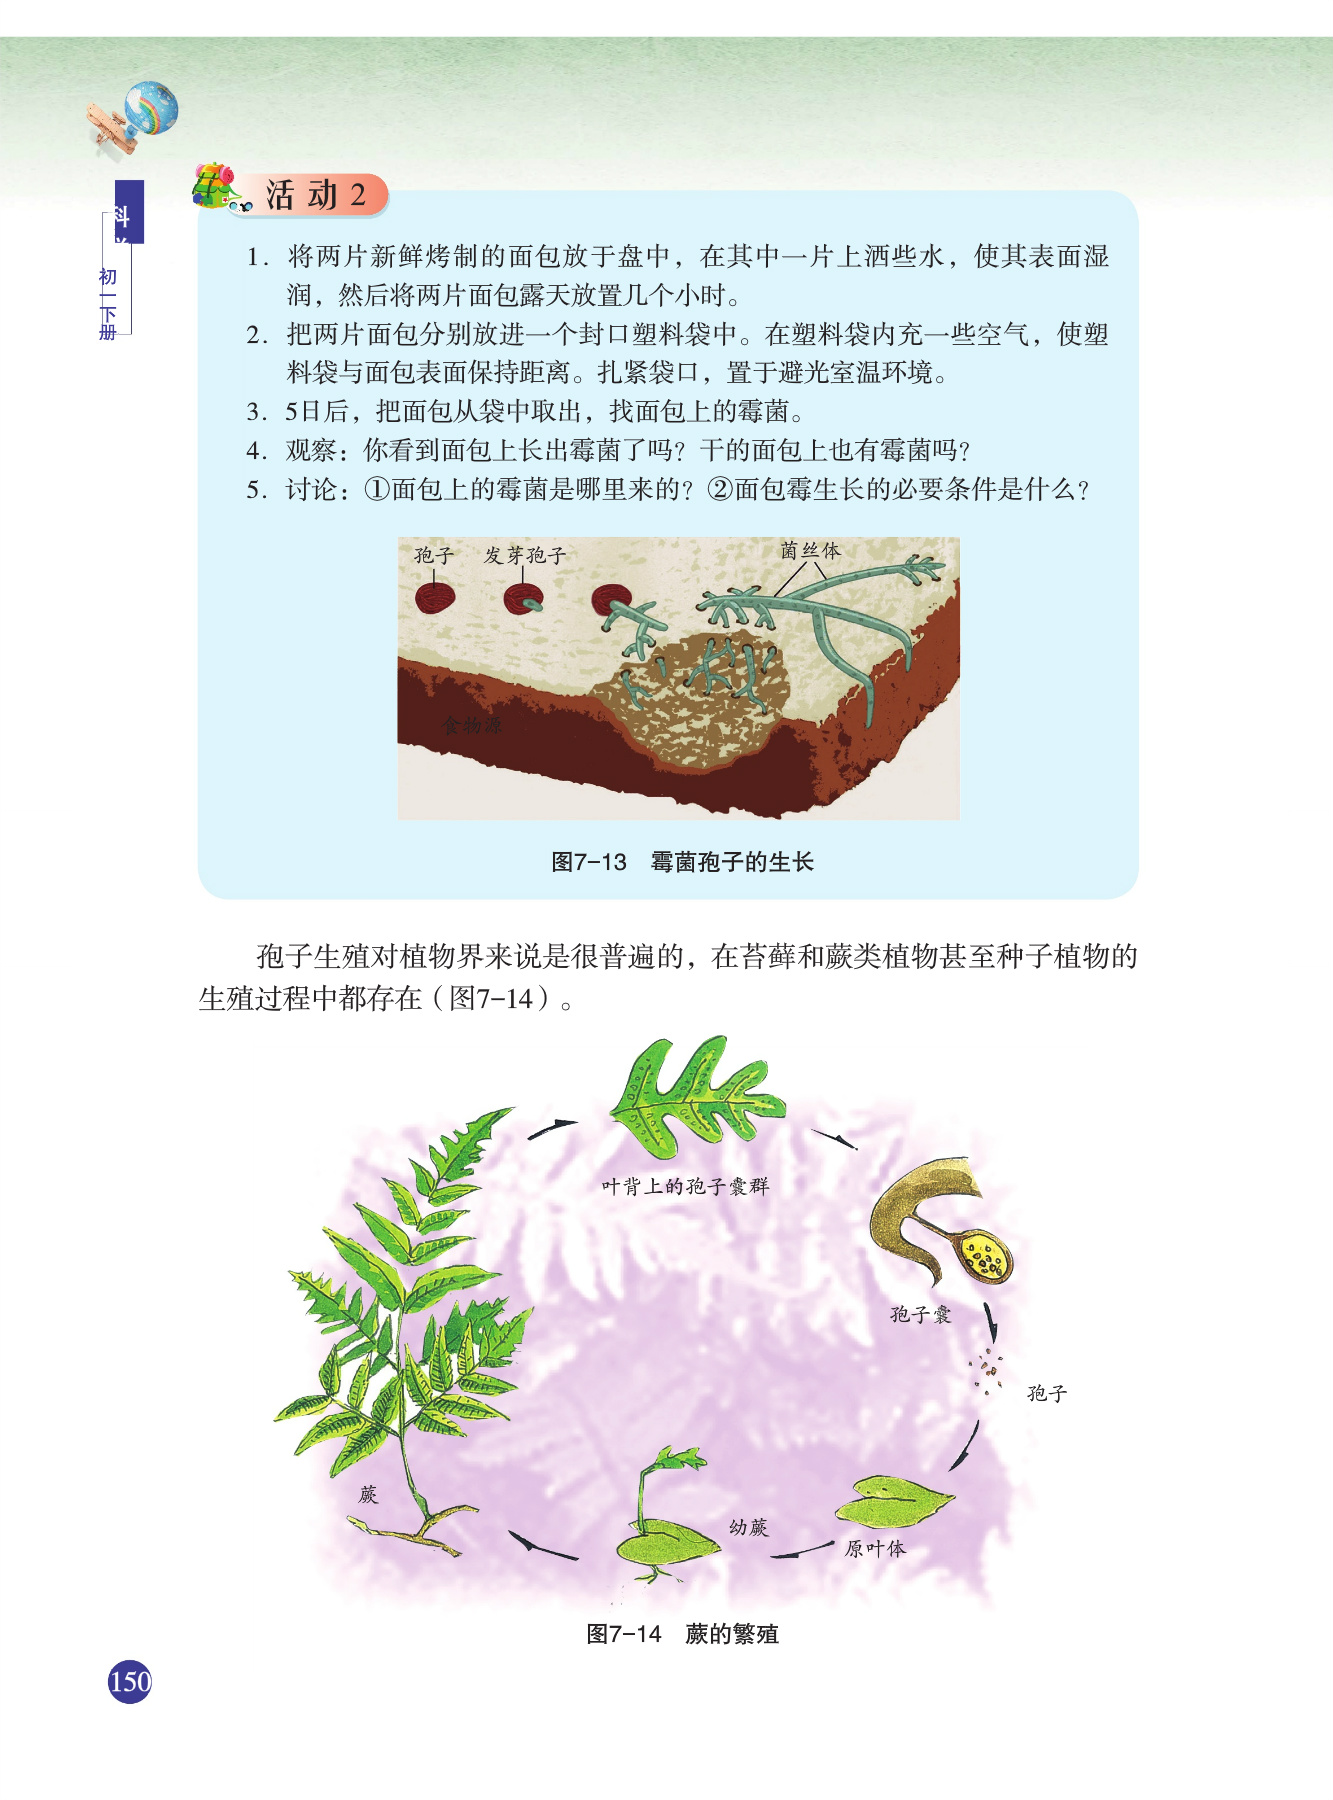 科学
初一下册
活动2
1. 将两片新鲜烤制的面包放于盘中，在其中一片上洒些水，使其表面湿
润，然后将两片面包露天放置几个小时。
2. 把两片面包分别放进一个封口塑料袋中。在塑料袋内充一些空气，使塑
料袋与面包表面保持距离。扎紧袋口，置于避光室温环境。
3. 5日后，把面包从袋中取出，找面包上的霉菌。
4. 观察：你看到面包上长出霉菌了吗？干的面包上也有霉菌吗？
5. 讨论：①面包上的霉菌是哪里来的？②面包霉生长的必要条件是什么？
孢子 发芽孢子 菌丝体
食物源
图7-13 霉菌孢子的生长
孢子生殖对植物界来说是很普遍的，在苔藓和蕨类植物甚至种子植物的
生殖过程中都存在（图7-14）。
叶背上的孢子囊群
孢子囊
孢子
蕨
幼蕨
原叶体
图7-14 蕨的繁殖
150